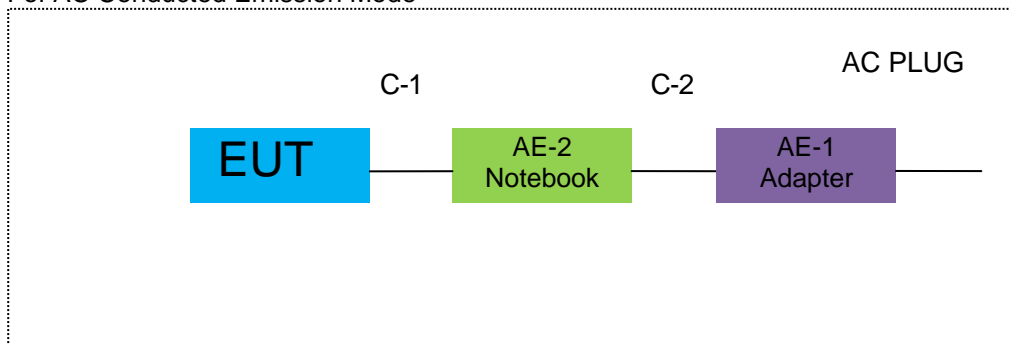 For AC Conducted Emission Mode
AC PLUG
C-1
C-2
EUT
AE-2
Notebook
AE-1
Adapter